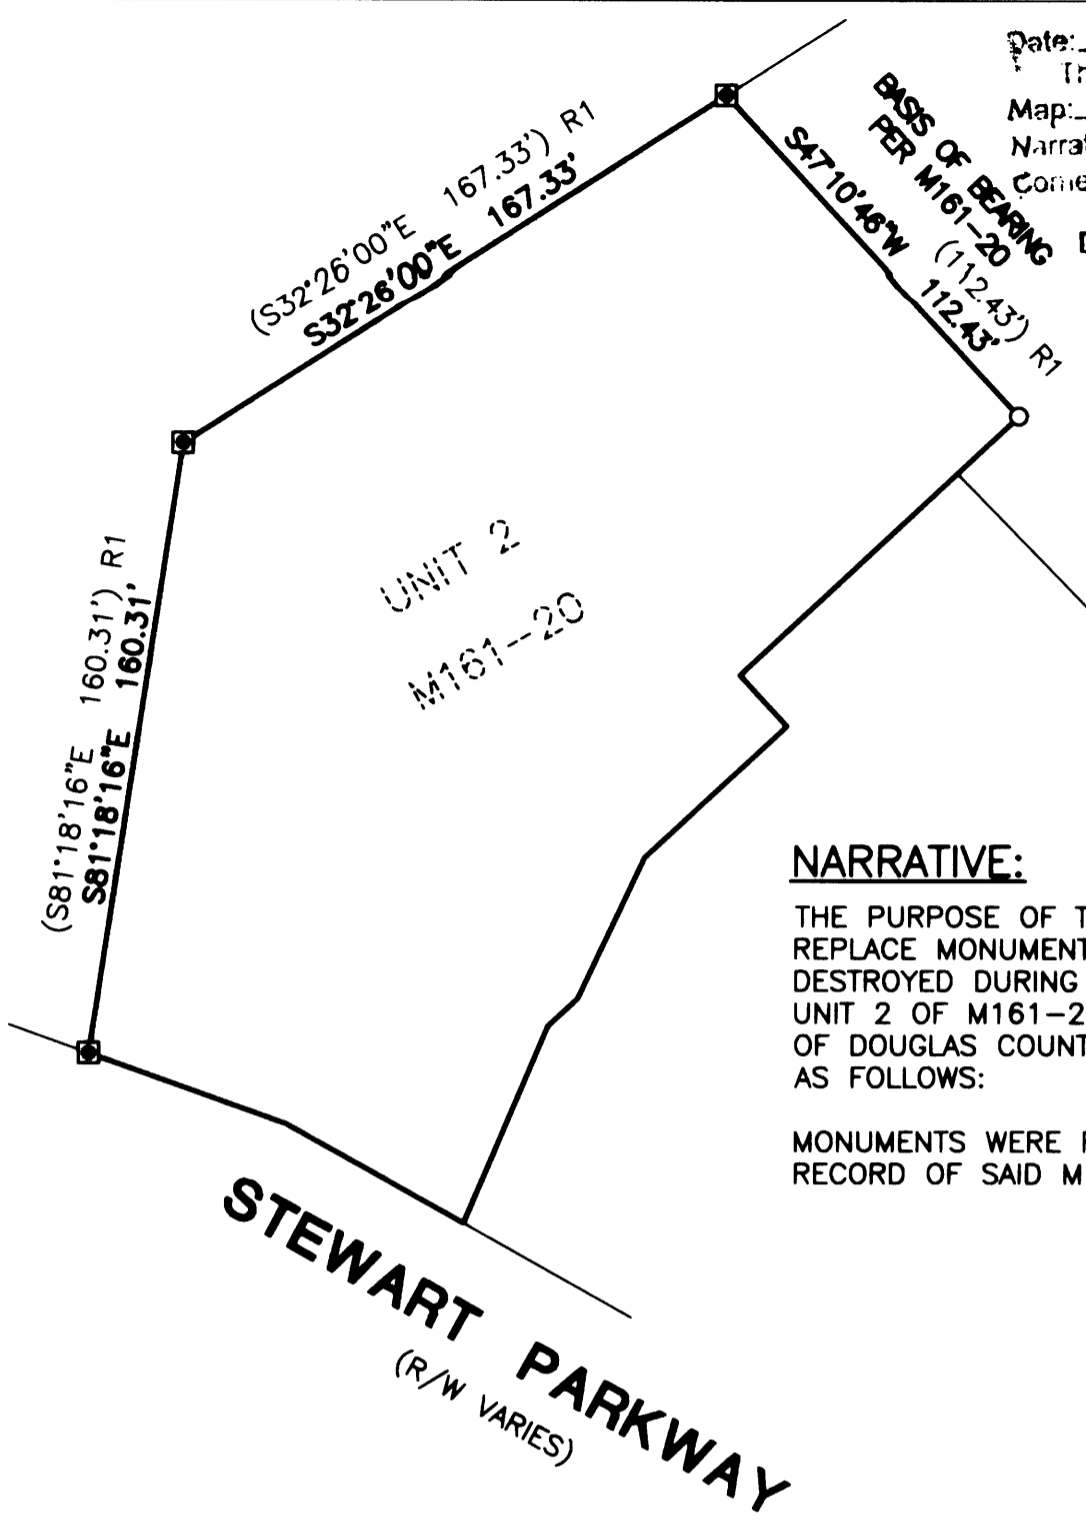 Date:
Map:
BASIS OF BEARING
PER M161-20
S47°10'46"W 112.43'
(112.43') R1
(S32°26'00"E 167.33') R1
S32°26'00"E 167.33'
UNIT 2
M161--20
(S81°18'16"E 160.31') R1
S81°18'16"E 160.31'
NARRATIVE:
THE PURPOSE OF
REPLACE MONUMENT
DESTROYED DURING
UNIT 2 OF M161-2
OF DOUGLAS COUNT
AS FOLLOWS:
MONUMENTS WERE
RECORD OF SAID M
STEWART PARKWAY
(R/W VARIES)